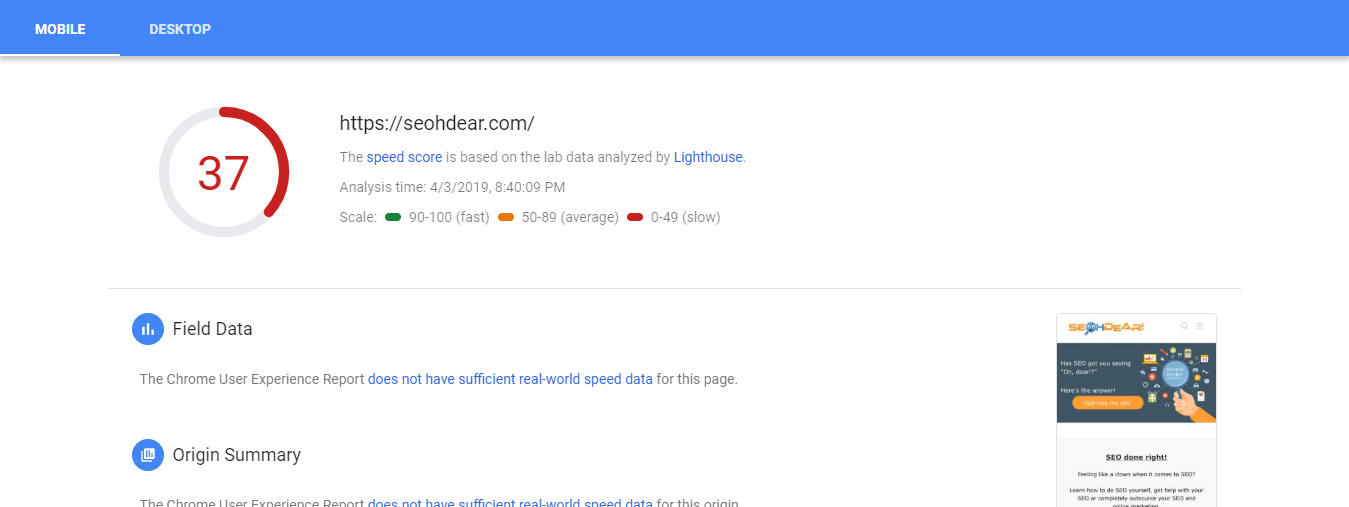 MOBILE DESKTOP
37
https://seohdear.com/
The speed score is based on the lab data analyzed by Lighthouse.
Analysis time: 4/3/2019, 8:40:09 PM
Scale: 90-100 (fast) 50-89 (average) 0-49 (slow)
Field Data
The Chrome User Experience Report does not have sufficient real-world speed data for this page.
Origin Summary
The Chrome User Experience Report does not have sufficient real-world speed data for this origin
SEOHDEAR!
Has SEO got you saying
"Oh, dear!?"
Here's the answer!
Optimize my site
SEO done right!
Feeling like a clown when it comes to SEO?
Learn how to do SEO yourself, get help with your
SEO or completely outsource your SEO and
online marketing